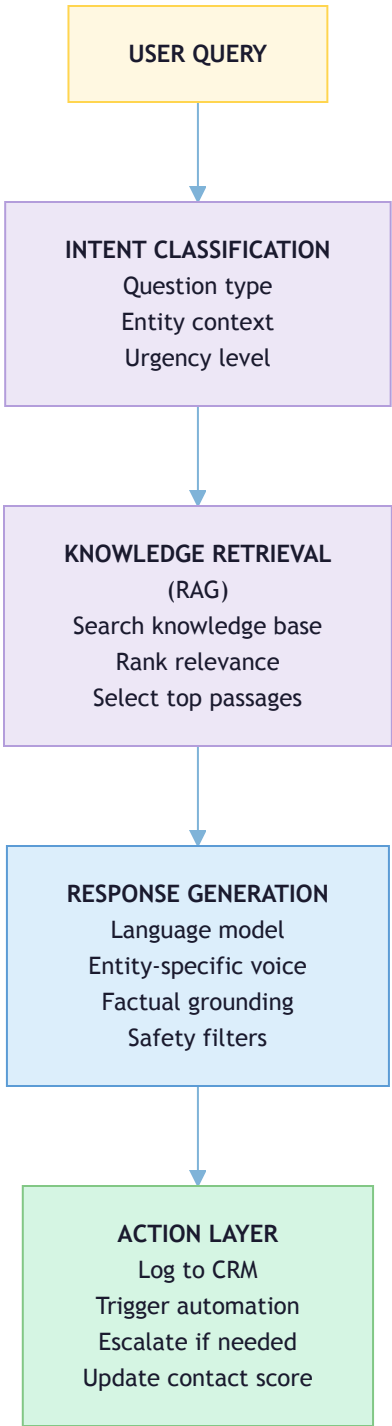 USER QUERY
INTENT CLASSIFICATION
Question type
Entity context
Urgency level
KNOWLEDGE RETRIEVAL
(RAG)
Search knowledge base
Rank relevance
Select top passages
RESPONSE GENERATION
Language model
Entity-specific voice
Factual grounding
Safety filters
ACTION LAYER
Log to CRM
Trigger automation
Escalate if needed
Update contact score